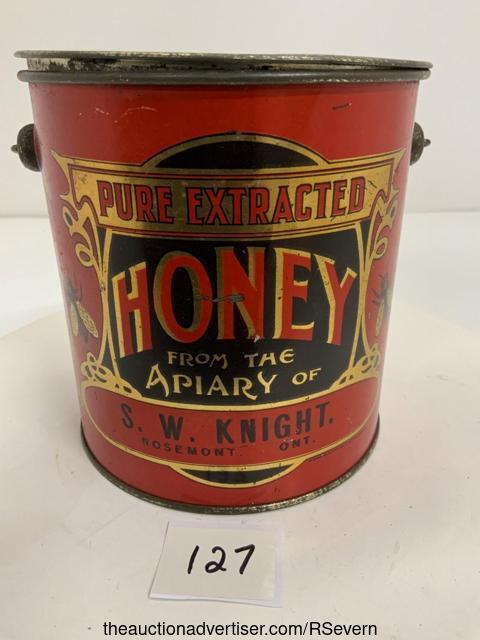 PURE EXTRACTED
HONEY
FROM THE
APIARY OF
S. W. KNIGHT.
ROSEMONT. ONT.
127
theauctionadvertiser.com/RSevern